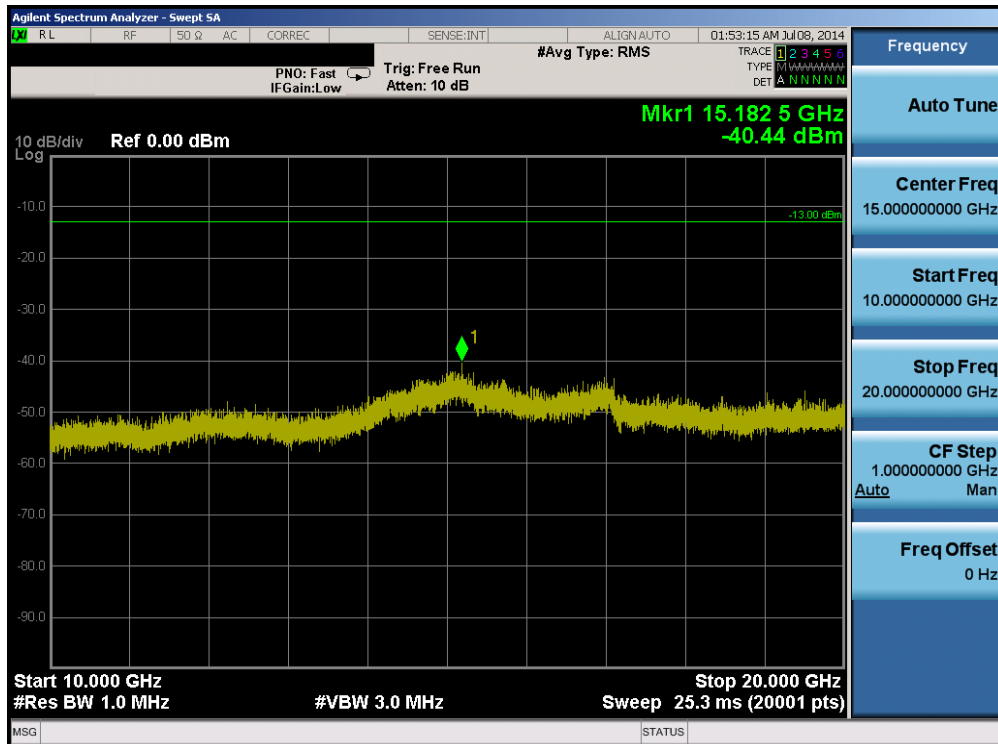 Agilent Spectrum Analyzer - Swept SA
LXI RL RF 50 Ω AC CORREC SENSE:INT ALIGN AUTO 01:53:15 AM Jul 08, 2014
#Avg Type: RMS
TRACE 1 2 3 4 5 6
PNO: Fast Trig: Free Run
TYPE M WWWWW
IFGain:Low Atten: 10 dB
DET A N N N N N
Mkr1 15.182 5 GHz
-40.44 dBm
10 dB/div Ref 0.00 dBm
Log
-10.0
-13.00 dBm
-20.0
-30.0
1
-40.0
-50.0
-60.0
-70.0
-80.0
-90.0
Start 10.000 GHz Stop 20.000 GHz
#Res BW 1.0 MHz #VBW 3.0 MHz Sweep 25.3 ms (20001 pts)
MSG STATUS
Frequency
Auto Tune
Center Freq
15.000000000 GHz
Start Freq
10.000000000 GHz
Stop Freq
20.000000000 GHz
CF Step
1.000000000 GHz
Auto Man
Freq Offset
0 Hz